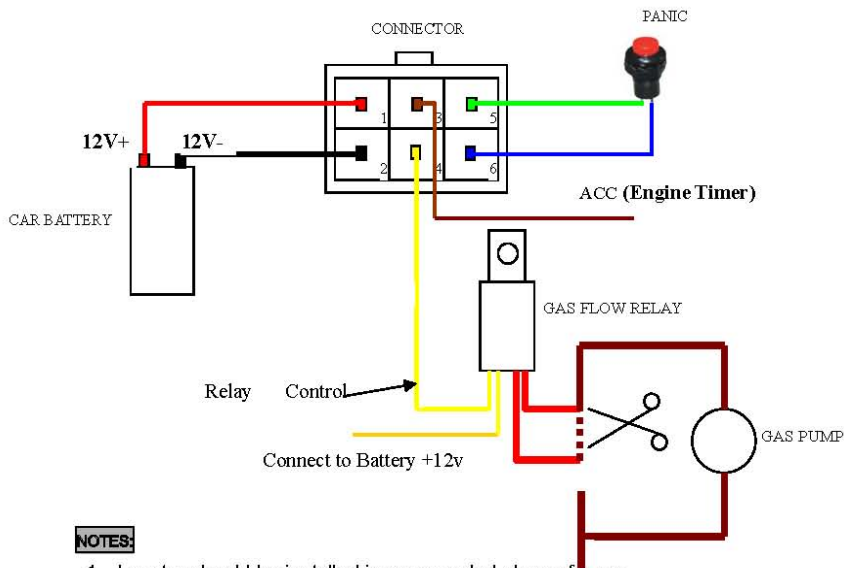 PANIC
CONNECTOR
1
3
5
12V+
12V-
2
4
6
ACC (Engine Timer)
CAR BATTERY
GAS FLOW RELAY
Relay Control
GAS PUMP
Connect to Battery +12v
NOTES: